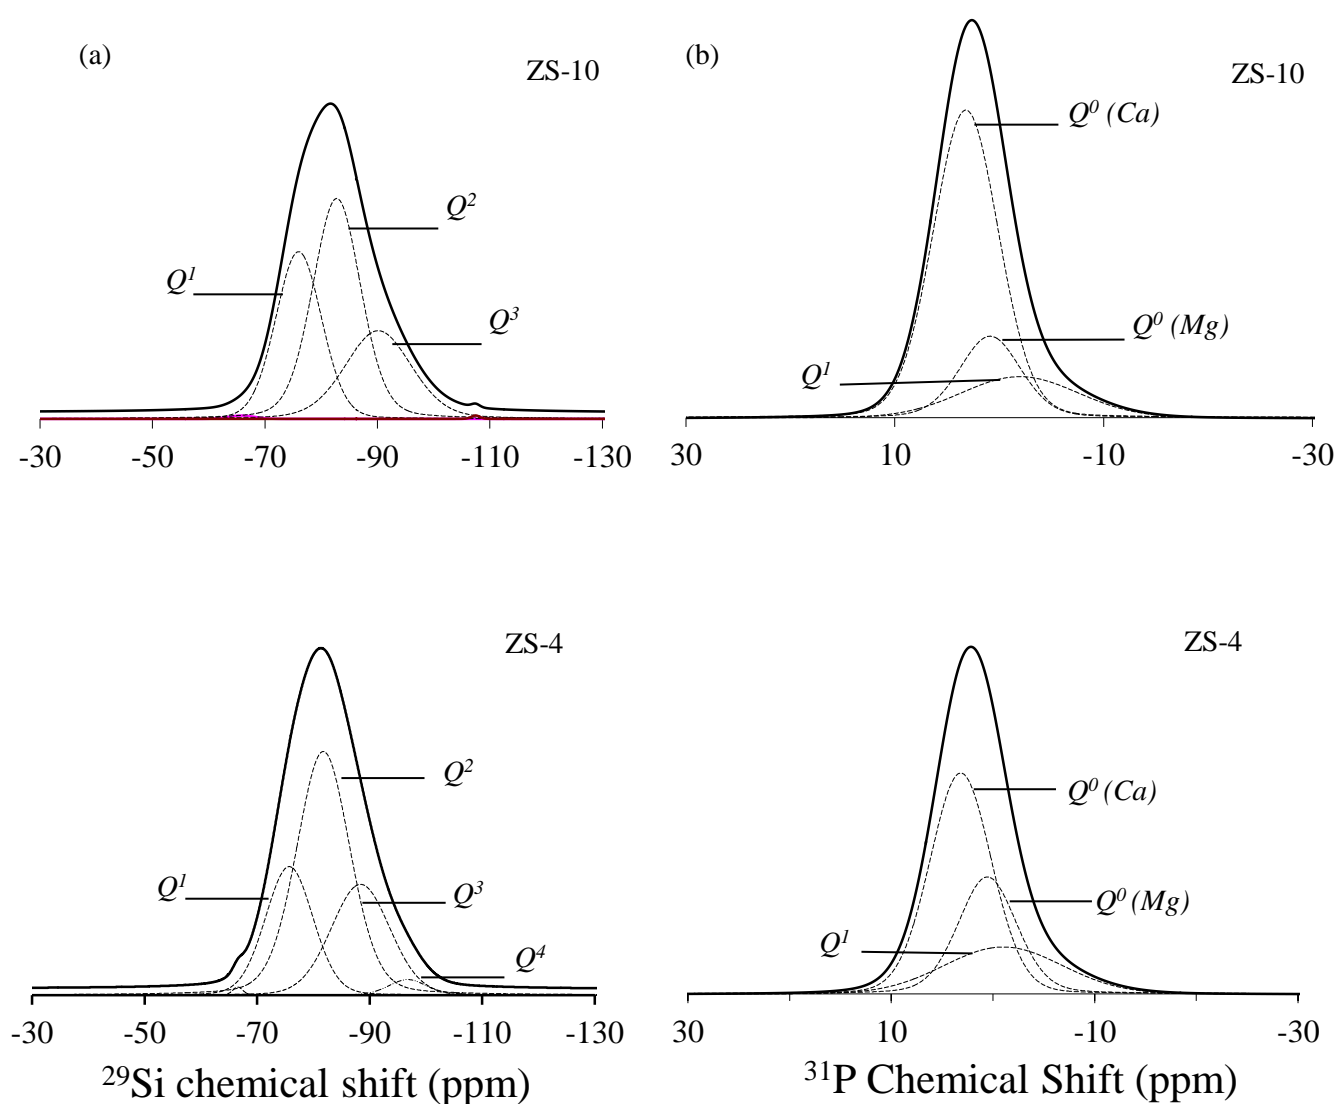 (a)
ZS-10
Q²
Q¹
Q³
-30 -50 -70 -90 -110 -130
(b)
ZS-10
Q⁰ (Ca)
Q⁰ (Mg)
Q¹
30 10 -10 -30
ZS-4
Q²
Q¹
Q³
Q⁴
-30 -50 -70 -90 -110 -130
²⁹Si chemical shift (ppm)
ZS-4
Q⁰ (Ca)
Q⁰ (Mg)
Q¹
30 10 -10 -30
³¹P Chemical Shift (ppm)